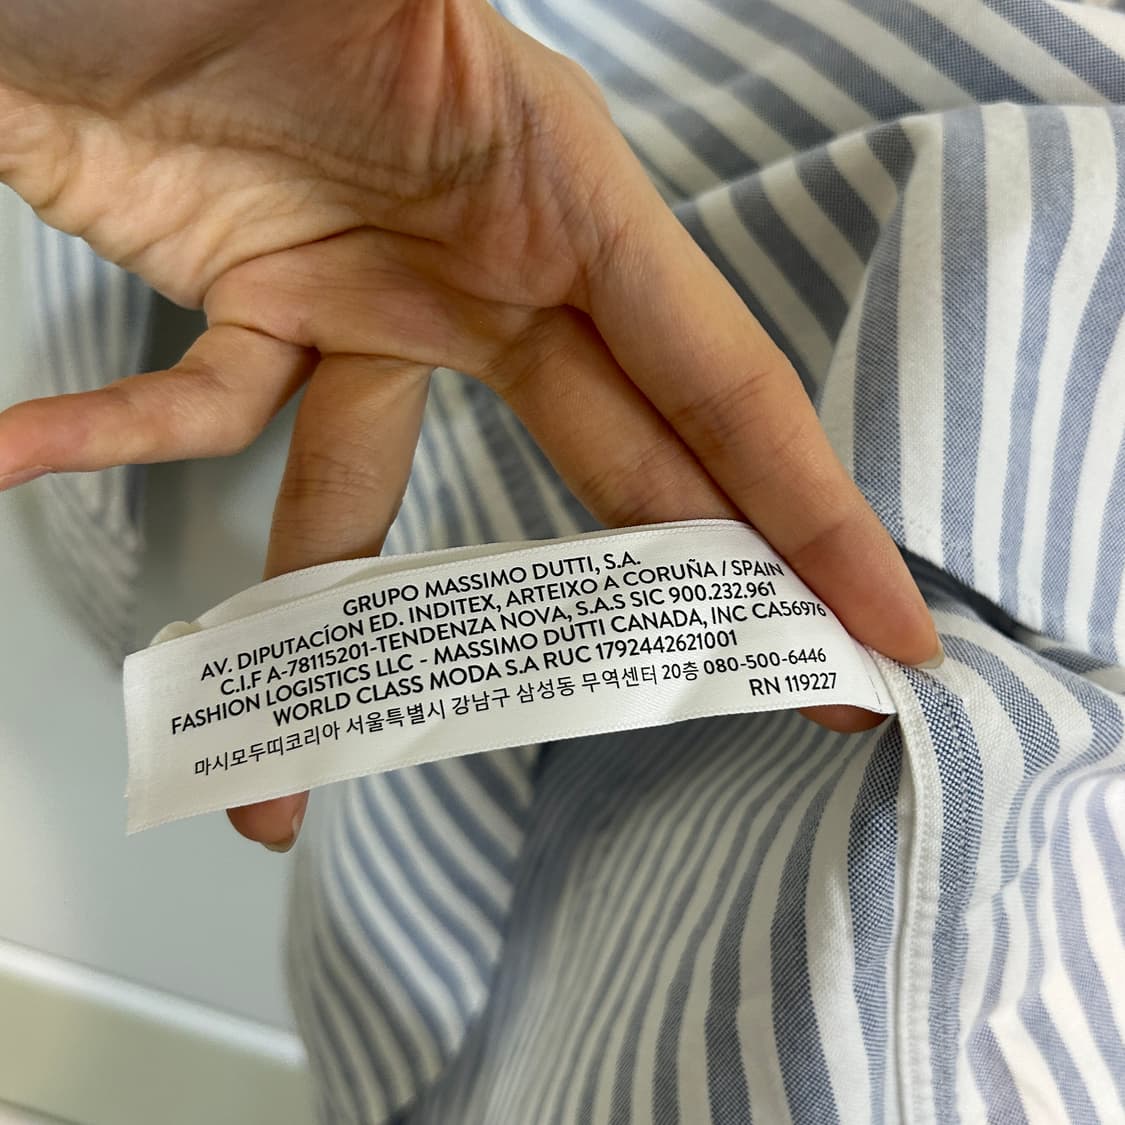 GRUPO MASSIMO DUTTI, S.A.
AV. DIPUTACÍON ED. INDITEX, ARTEIXO A CORUÑA / SPAIN
C.I.F A-78115201-TENDENZA NOVA, S.A.S SIC 900.232.961
FASHION LOGISTICS LLC - MASSIMO DUTTI CANADA, INC CA56976
WORLD CLASS MODA S.A RUC 1792442621001
마시모두띠코리아 서울특별시 강남구 삼성동 무역센터 20층 080-500-6446
RN 119227